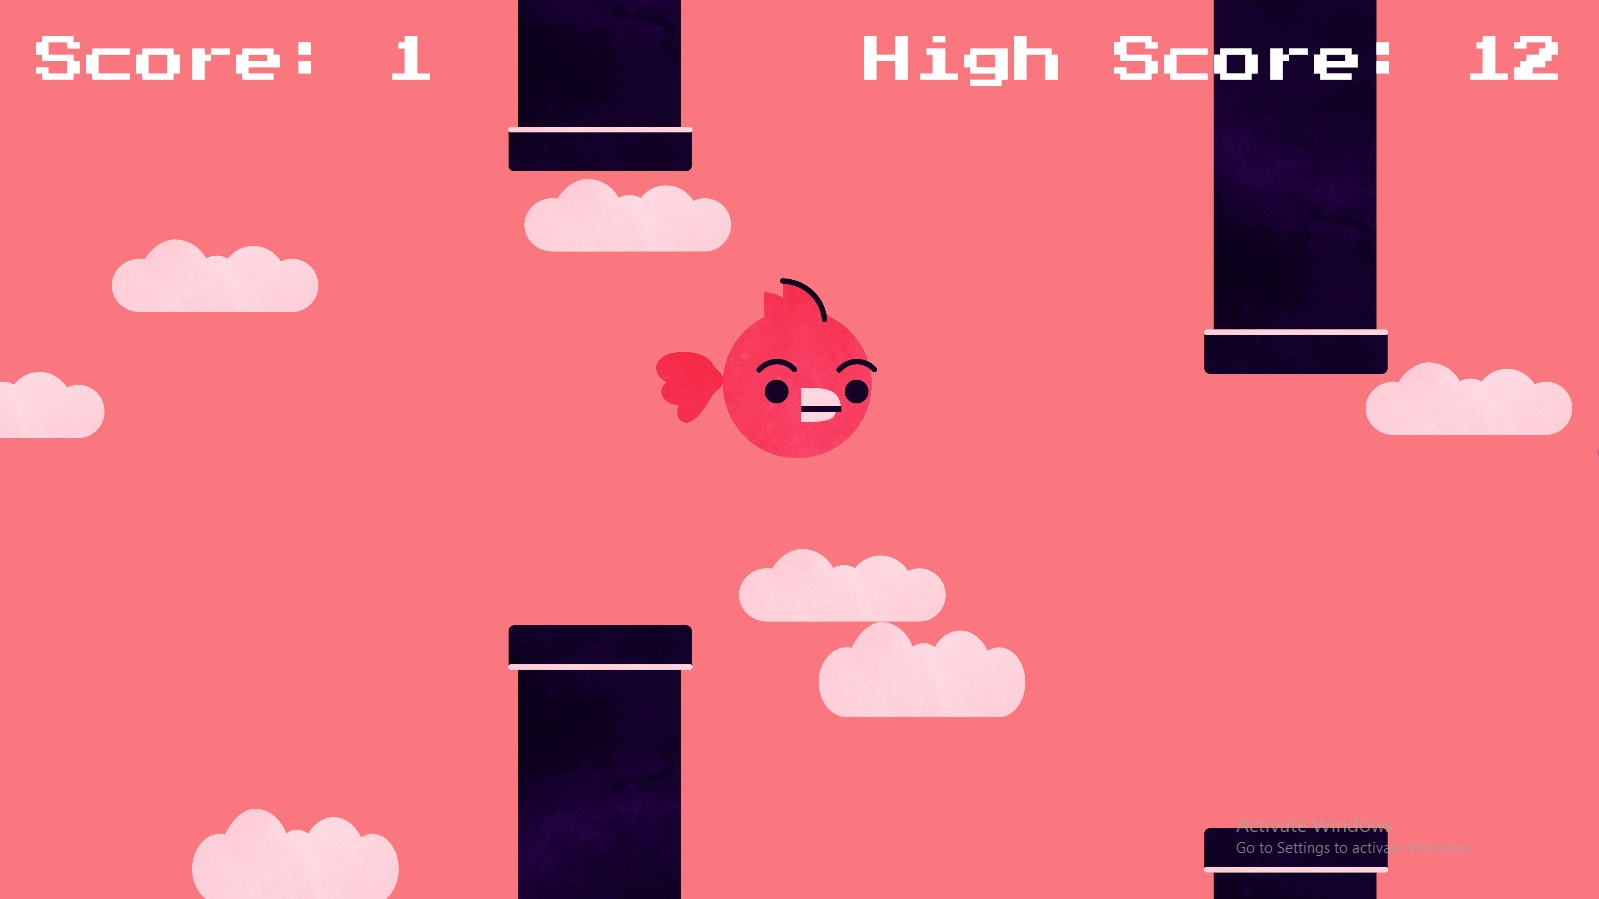 Score: 1
High Score: 12
Activate Windows
Go to Settings to activate Windows.